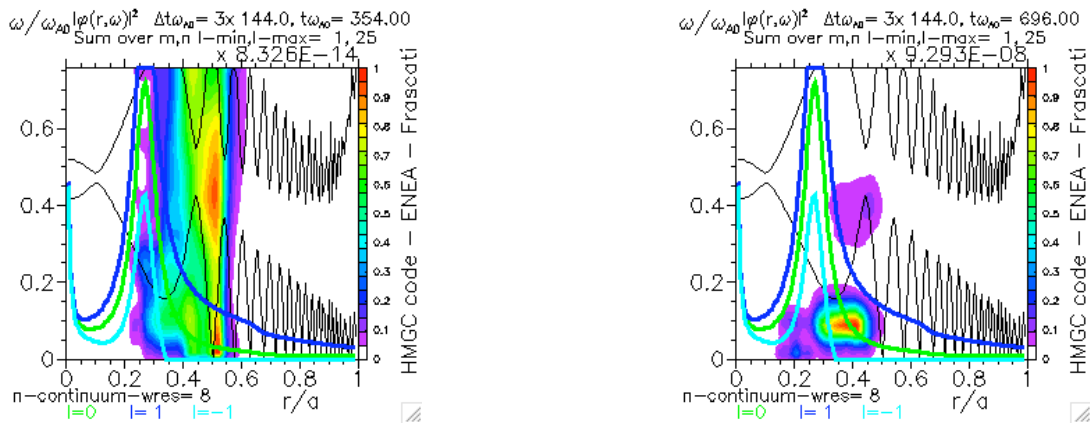 ω/ω_A0 |φ(r,ω)|² Δtω_A0= 3x 144.0, tω_A0= 354.00
Sum over m,n l-min,l-max= 1, 25
x 8.326E-14
1
0.9
0.8
0.7
0.6
0.5
0.4
0.3
0.2
0.1
0
HMGC code - ENEA - Frascati
0.6
0.4
0.2
0
0 0.2 0.4 0.6 0.8 1
n-continuum-wres= 8 r/a
l=0 l= 1 l=-1
ω/ω_A0 |φ(r,ω)|² Δtω_A0= 3x 144.0, tω_A0= 696.00
Sum over m,n l-min,l-max= 1, 25
x 9.293E-08
1
0.9
0.8
0.7
0.6
0.5
0.4
0.3
0.2
0.1
0
HMGC code - ENEA - Frascati
0.6
0.4
0.2
0
0 0.2 0.4 0.6 0.8 1
n-continuum-wres= 8 r/a
l=0 l= 1 l=-1